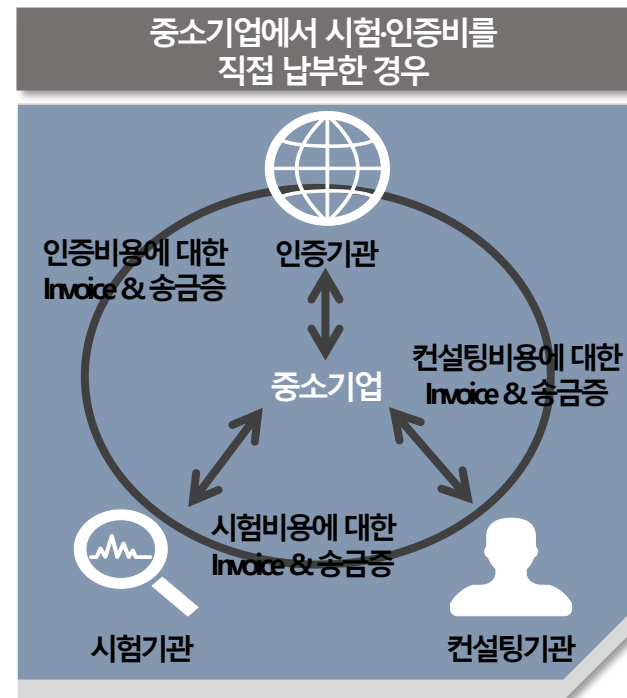 중소기업에서 시험·인증비를
직접 납부한 경우
인증비용에 대한
Invoice & 송금증
인증기관
컨설팅비용에 대한
Invoice & 송금증
중소기업
시험비용에 대한
Invoice & 송금증
시험기관
컨설팅기관